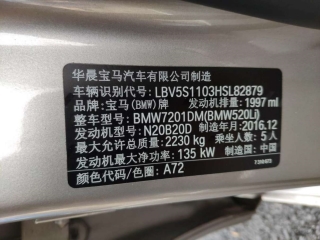 华晨宝马汽车有限公司制造
车辆识别代号: LBV5S1103HSL82879
品牌: 宝马(BMW)牌 发动机排量: 1997 ml
整车型号: BMW7201DM(BMW520Li)
发动机型号: N20B20D 制造年月: 2016.12
最大允许总质量: 2230 kg 乘坐人数: 5人
发动机最大净功率: 135 kW 制造国: 中国
颜色代码/色圈: A72